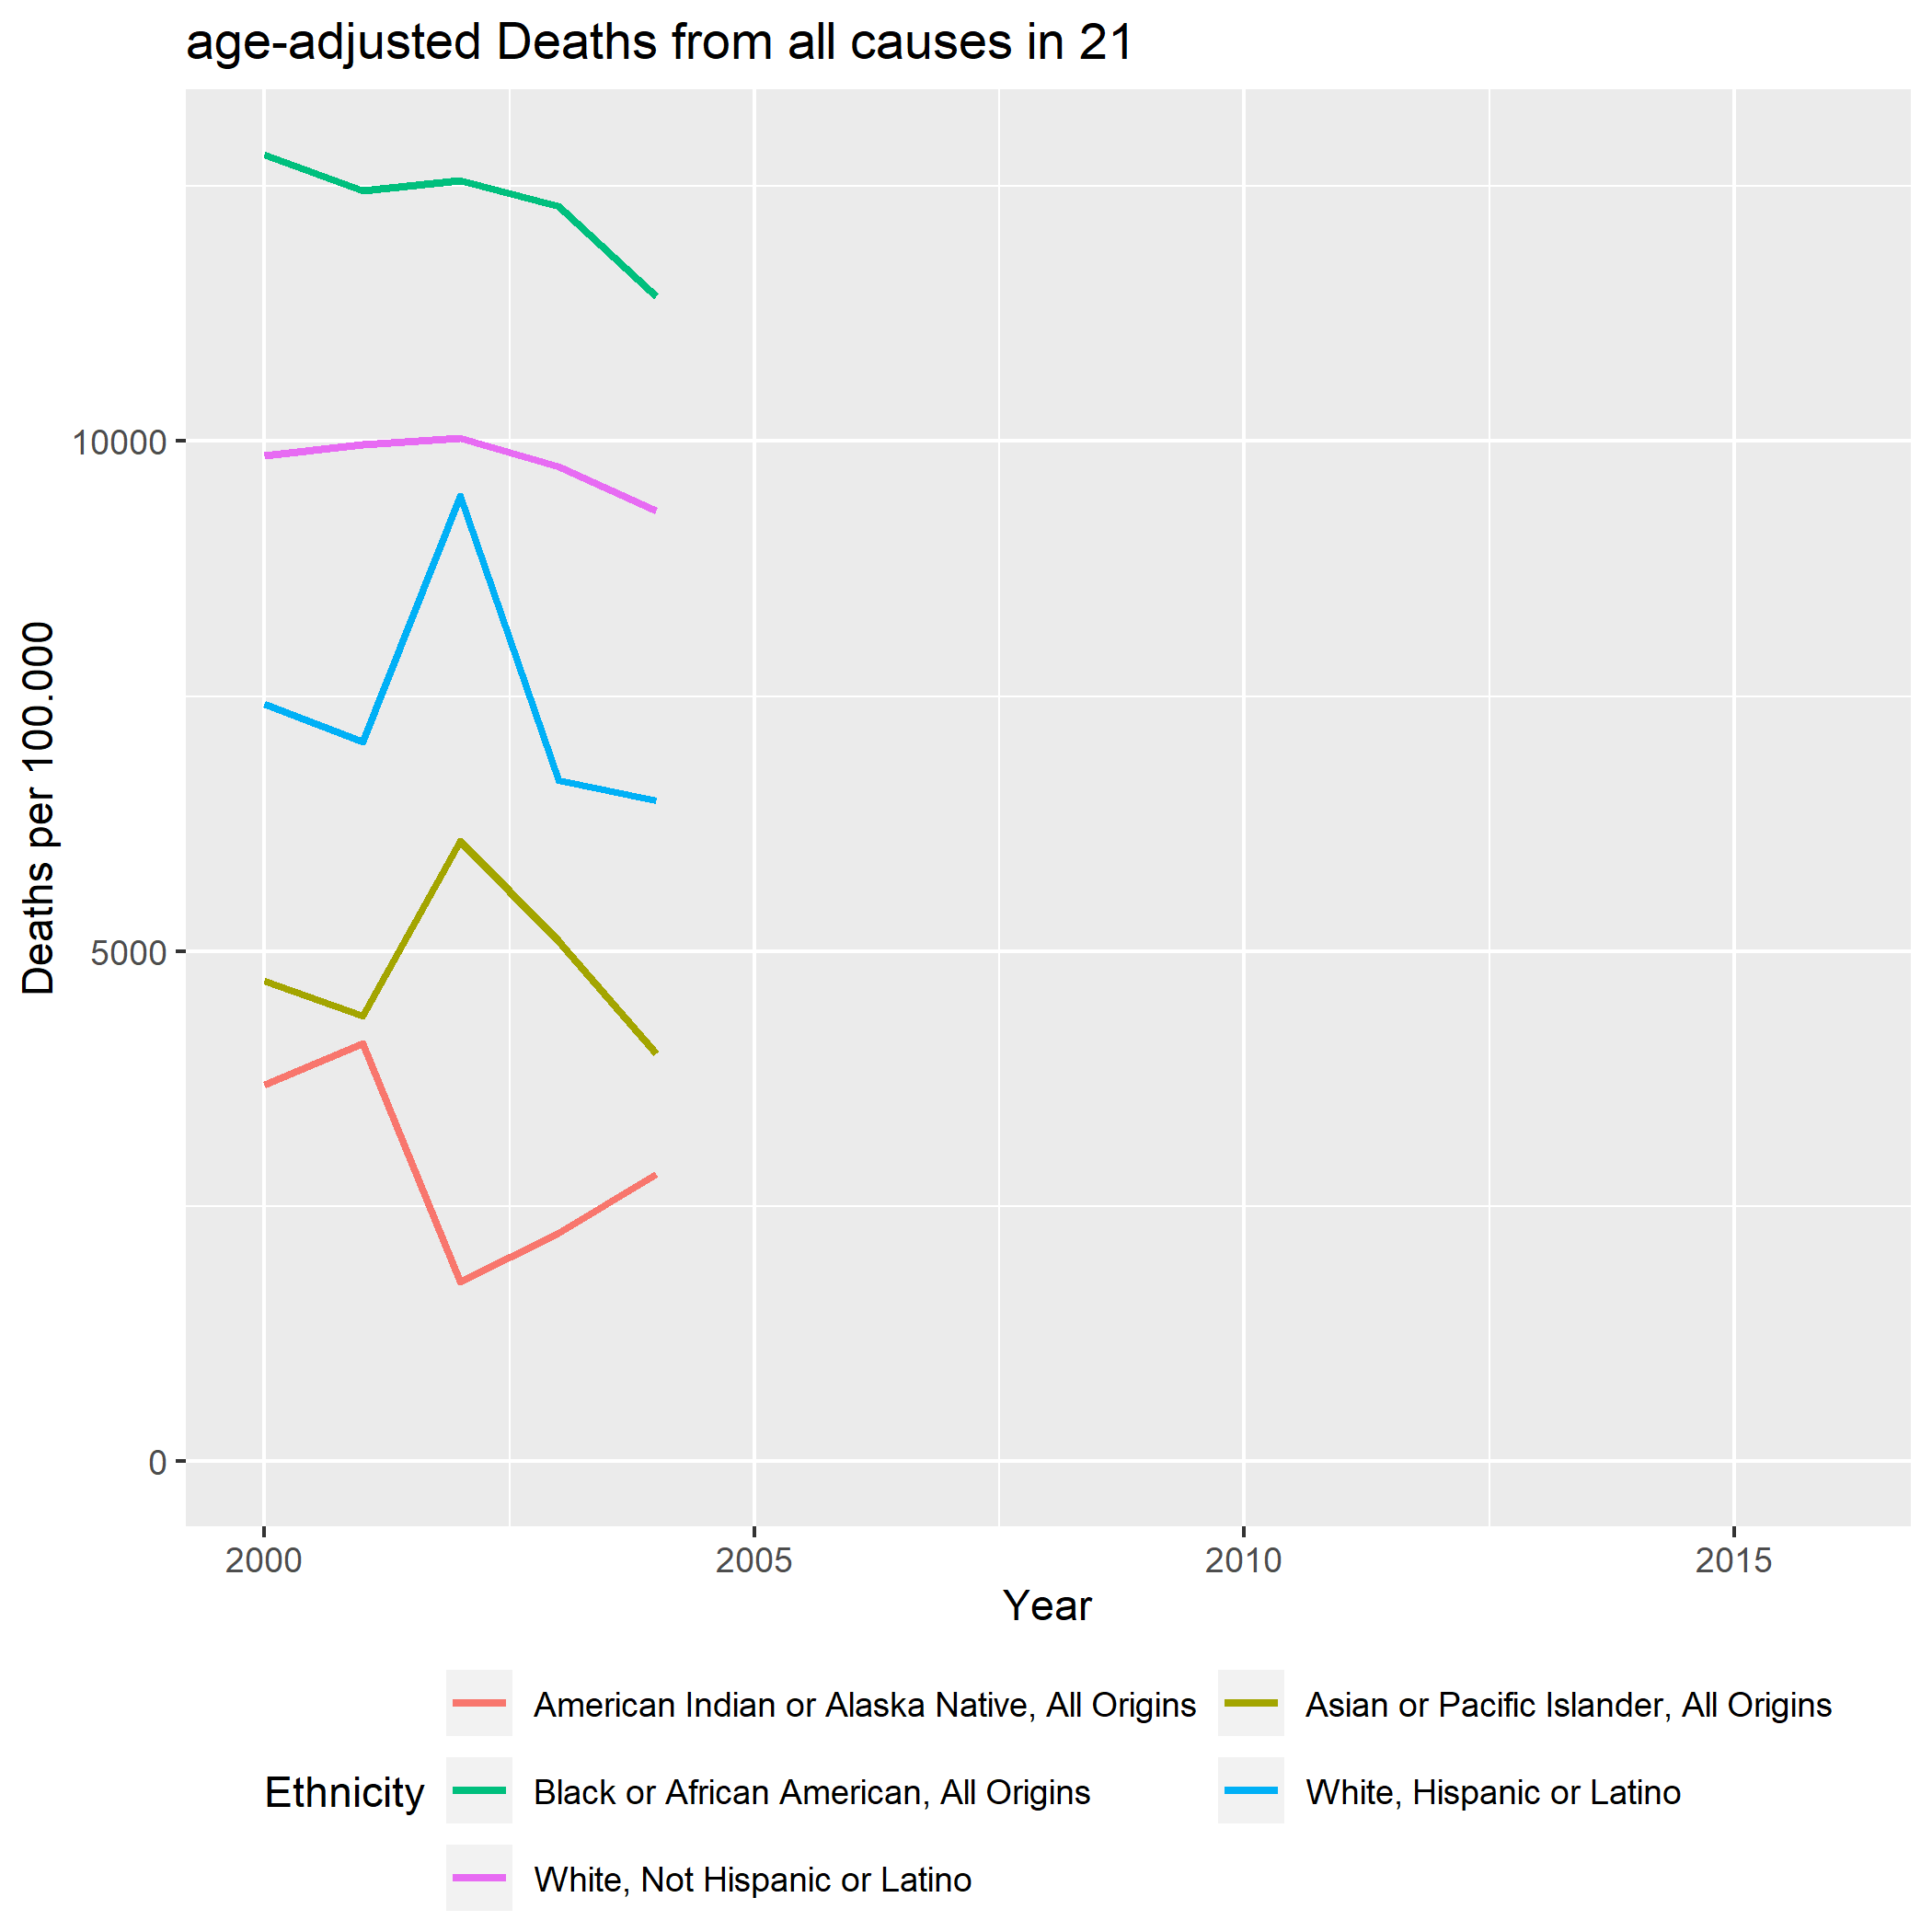 age-adjusted Deaths from all causes in 21
Deaths per 100.000
10000
5000
0
2000 2005 2010 2015
Year
Ethnicity
American Indian or Alaska Native, All Origins
Asian or Pacific Islander, All Origins
Black or African American, All Origins
White, Hispanic or Latino
White, Not Hispanic or Latino